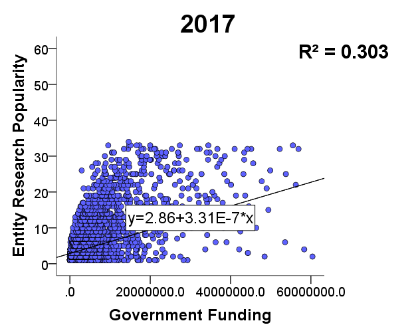 2017
R² = 0.303
Entity Research Popularity
60
50
40
30
20
10
0
y=2.86+3.31E-7*x
.0 20000000.0 40000000.0 60000000.0
Government Funding